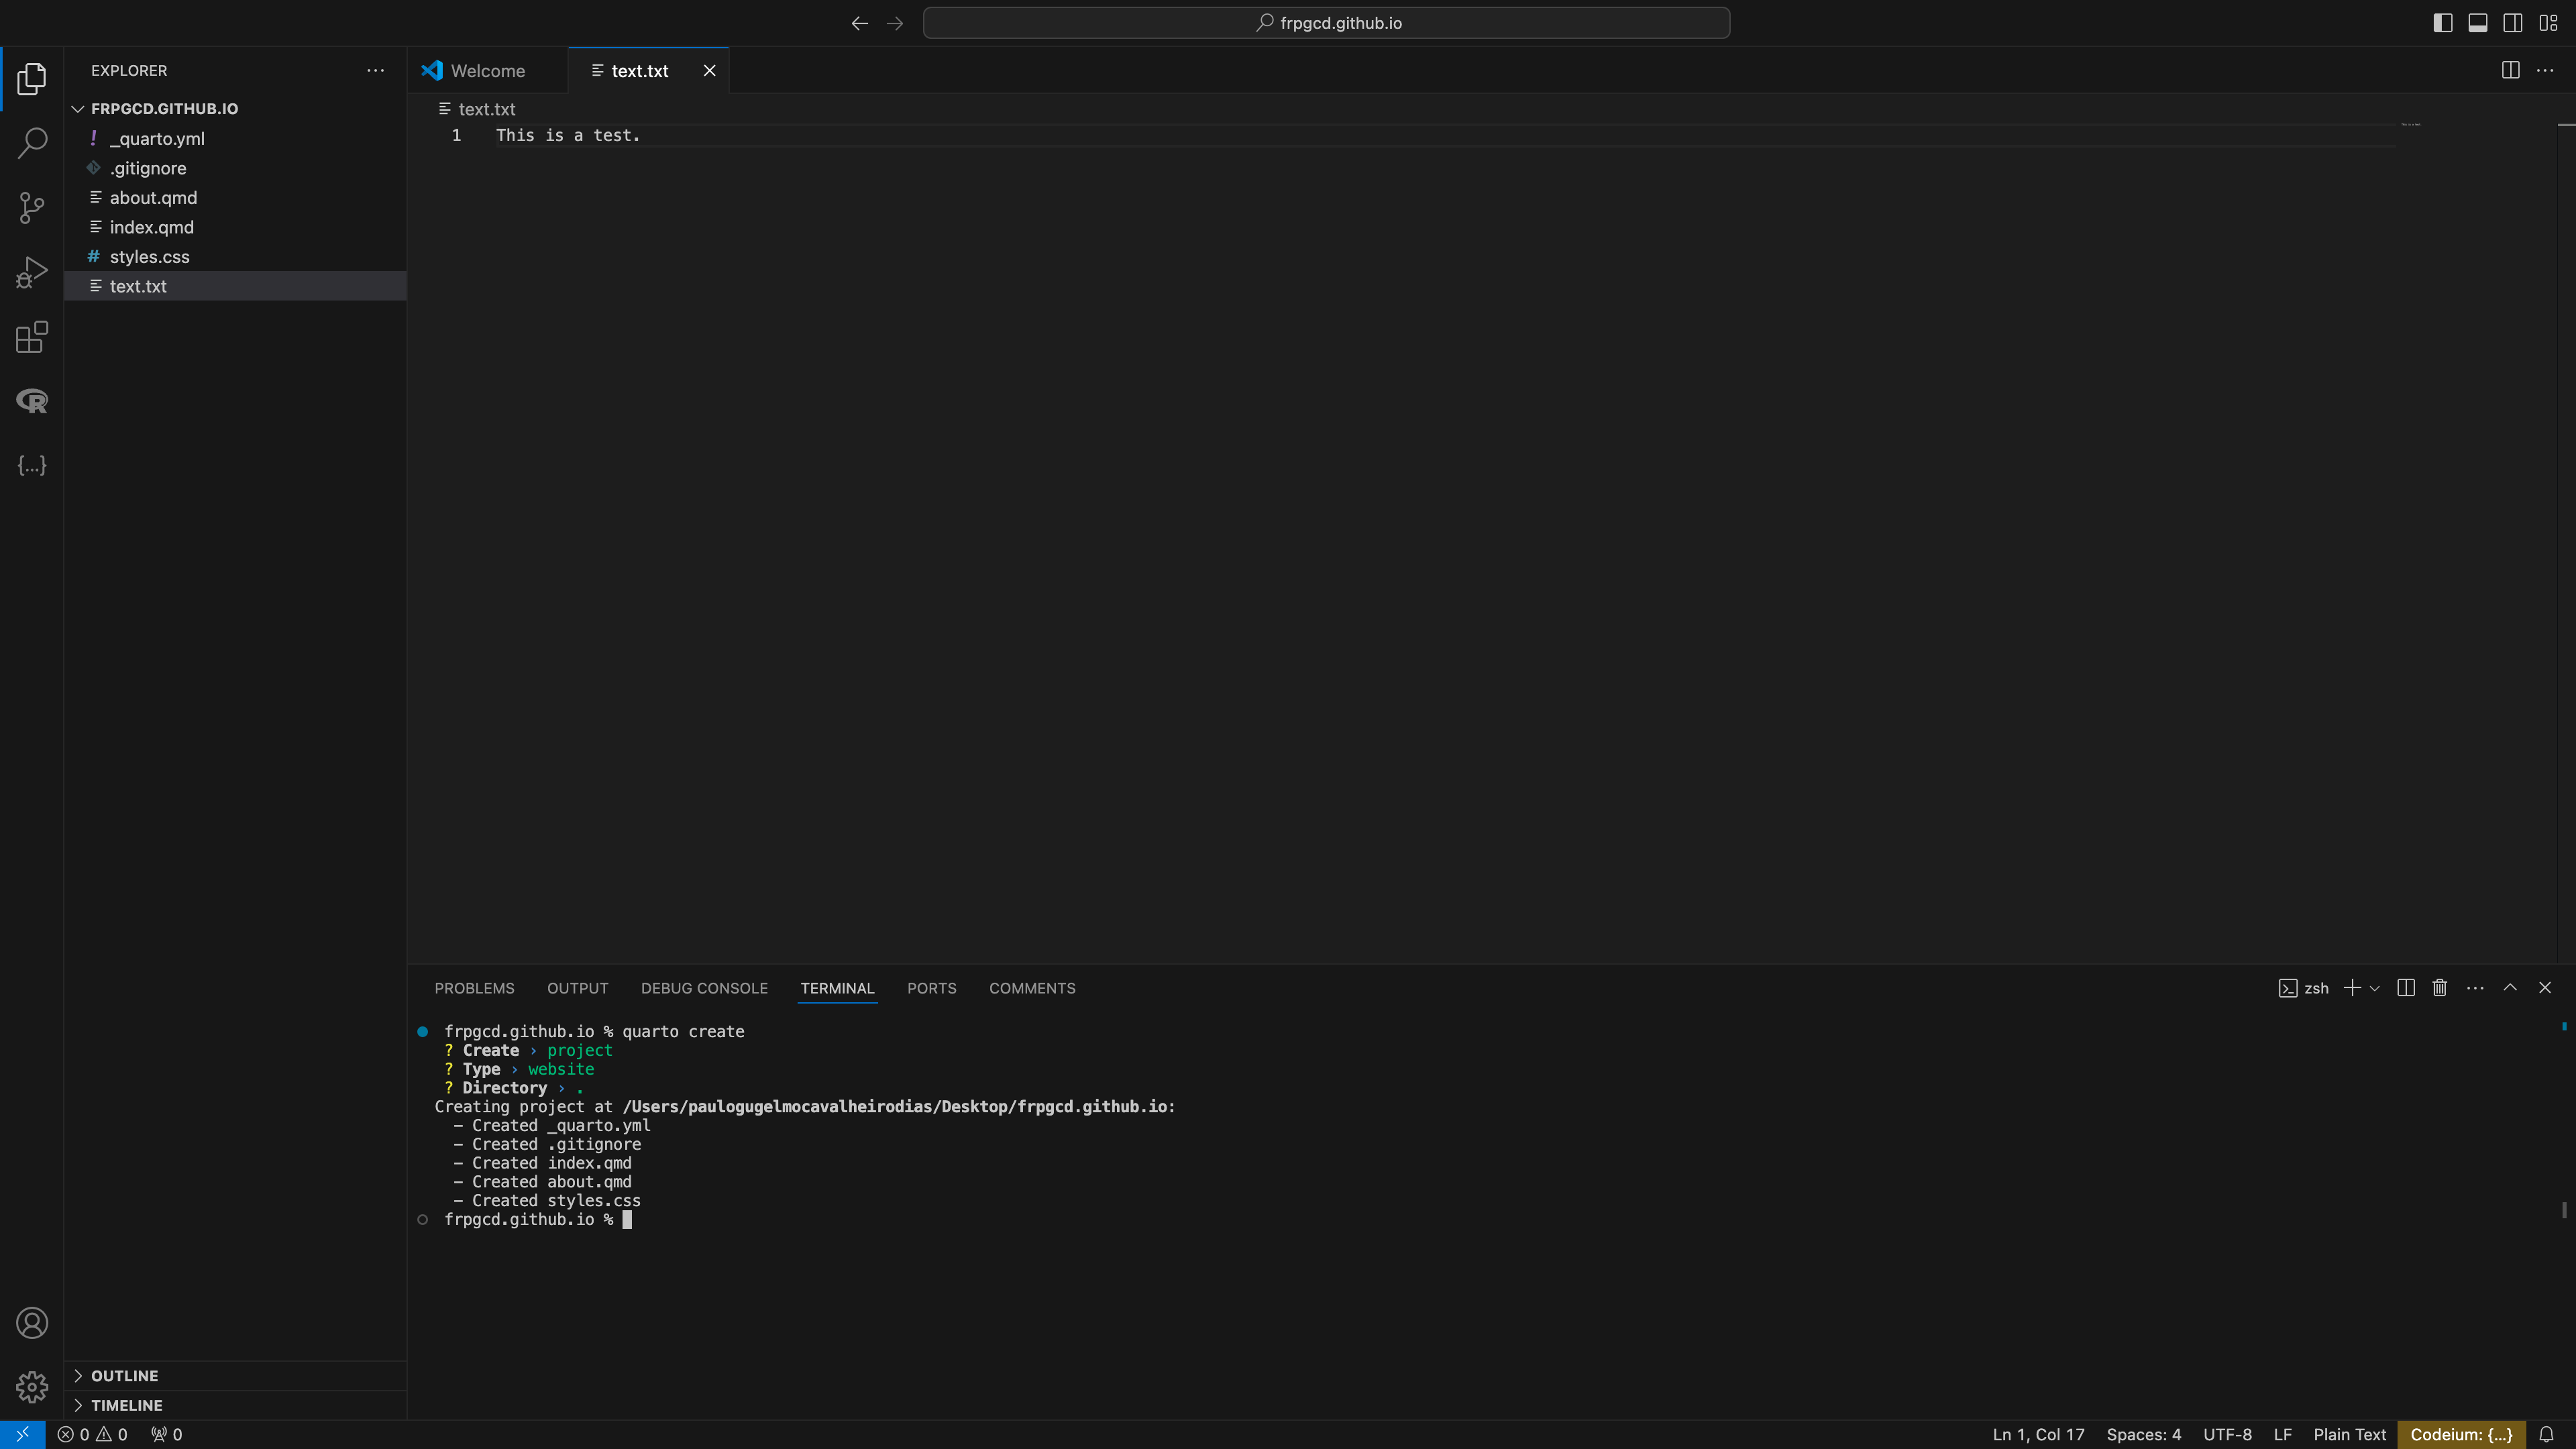 frpgcd.github.io
EXPLORER
FRPGCD.GITHUB.IO
! _quarto.yml
.gitignore
about.qmd
index.qmd
# styles.css
text.txt
{...}
OUTLINE
TIMELINE
Welcome
text.txt
text.txt
1 This is a test.
PROBLEMS OUTPUT DEBUG CONSOLE TERMINAL PORTS COMMENTS
zsh
frpgcd.github.io % quarto create
? Create › project
? Type › website
? Directory › .
Creating project at /Users/paulogugelmocavalheirodias/Desktop/frpgcd.github.io:
- Created _quarto.yml
- Created .gitignore
- Created index.qmd
- Created about.qmd
- Created styles.css
frpgcd.github.io %
0 0 0
Ln 1, Col 17 Spaces: 4 UTF-8 LF Plain Text Codeium: {...}